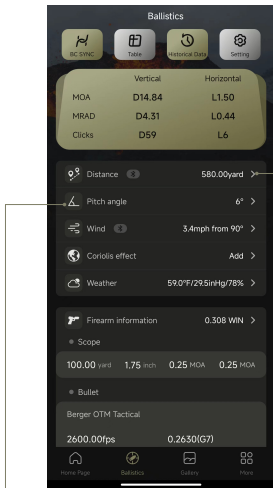 Ballistics
BC SYNC Table Historical Data Setting
Vertical Horizontal
MOA D14.84 L1.50
MRAD D4.31 L0.44
Clicks D59 L6
Distance 580.00yard
Pitch angle 6°
Wind 3.4mph from 90°
Coriolis effect Add
Weather 59.0°F/29.5inHg/78%
Firearm information 0.308 WIN
Scope
100.00 yard 1.75 inch 0.25 MOA 0.25 MOA
Bullet
Berger OTM Tactical
2600.00fps 0.2630(G7)
Home Page Ballistics Gallery More